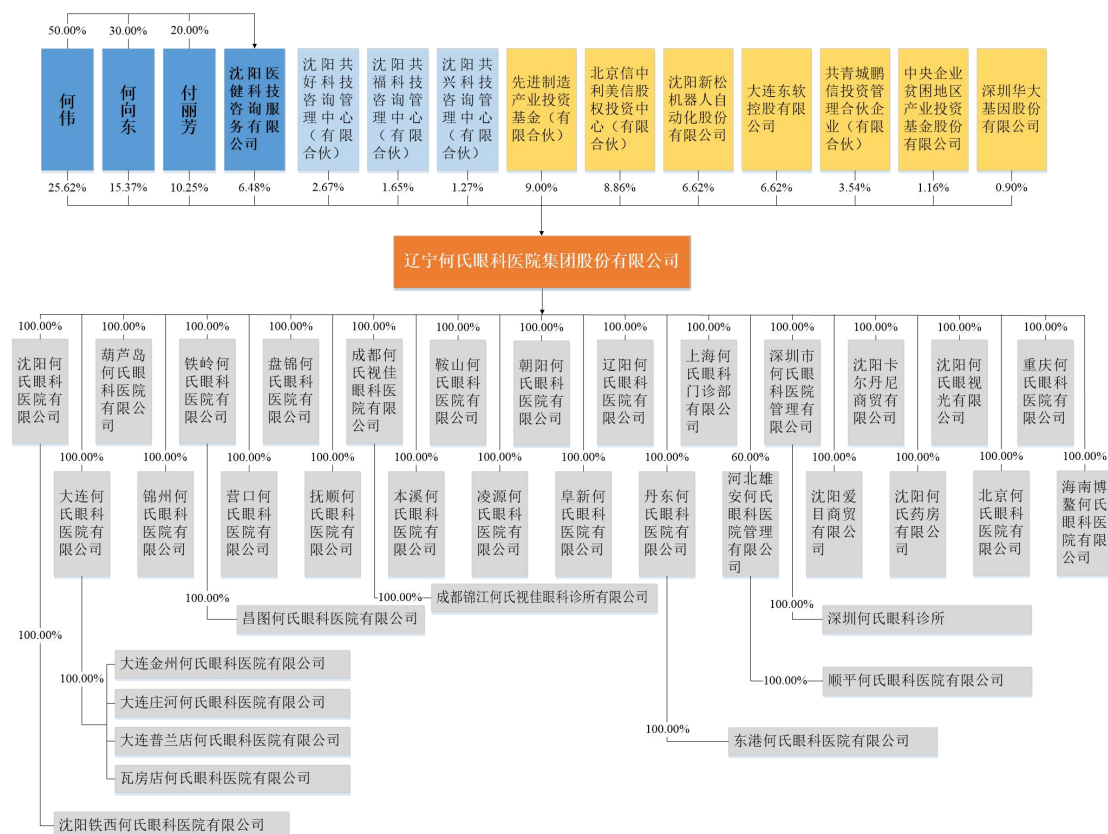 50.00%
30.00%
20.00%
何伟
何向东
付丽芳
沈阳医
健科技
咨询服
务有限
公司
沈阳共
好科技
咨询管
理中心
（有限
合伙）
沈阳共
福科技
咨询管
理中心
（有限
合伙）
沈阳共
兴科技
咨询管
理中心
（有限
合伙）
先进制造
产业投资
基金（有
限合伙）
北京信中
利美信股
权投资中
心（有限
合伙）
沈阳新松
机器人自
动化股份
有限公司
大连东软
控股有限
公司
共青城鹏
信投资管
理合伙企
业（有限
合伙）
中央企业
贫困地区
产业投资
基金股份
有限公司
深圳华大
基因股份
有限公司
25.62%
15.37%
10.25%
6.48%
2.67%
1.65%
1.27%
9.00%
8.86%
6.62%
6.62%
3.54%
1.16%
0.90%
辽宁何氏眼科医院集团股份有限公司
100.00%
100.00%
100.00%
100.00%
100.00%
100.00%
100.00%
100.00%
100.00%
100.00%
100.00%
100.00%
100.00%
沈阳何
氏眼科
医院有
限公司
葫芦岛
何氏眼
科医院
有限公
司
铁岭何
氏眼科
医院有
限公司
盘锦何
氏眼科
医院有
限公司
成都何
氏视佳
眼科医
院有限
公司
鞍山何
氏眼科
医院有
限公司
朝阳何
氏眼科
医院有
限公司
辽阳何
氏眼科
医院有
限公司
上海何
氏眼科
门诊部
有限公
司
深圳市
何氏眼
科医院
管理有
限公司
沈阳卡
尔丹尼
商贸有
限公司
沈阳何
氏眼视
光有限
公司
重庆何
氏眼科
医院有
限公司
100.00%
100.00%
100.00%
100.00%
100.00%
100.00%
100.00%
100.00%
60.00%
100.00%
100.00%
100.00%
100.00%
大连何
氏眼科
医院有
限公司
锦州何
氏眼科
医院有
限公司
营口何
氏眼科
医院有
限公司
抚顺何
氏眼科
医院有
限公司
本溪何
氏眼科
医院有
限公司
凌源何
氏眼科
医院有
限公司
阜新何
氏眼科
医院有
限公司
丹东何
氏眼科
医院有
限公司
河北雄
安何氏
眼科医
院管理
有限公
司
沈阳爱
目商贸
有限公
司
沈阳何
氏药房
有限公
司
北京何
氏眼科
医院有
限公司
海南博
鳌何氏
眼科医
院有限
公司
100.00%
成都锦江何氏视佳眼科诊所有限公司
100.00%
昌图何氏眼科医院有限公司
100.00%
深圳何氏眼科诊所
100.00%
大连金州何氏眼科医院有限公司
100.00%
顺平何氏眼科医院有限公司
100.00%
大连庄河何氏眼科医院有限公司
100.00%
大连普兰店何氏眼科医院有限公司
东港何氏眼科医院有限公司
瓦房店何氏眼科医院有限公司
沈阳铁西何氏眼科医院有限公司